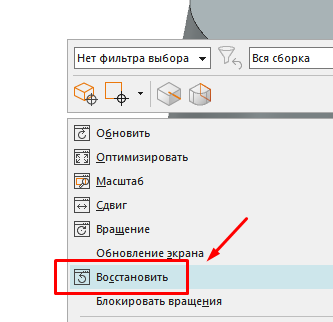 Нет фильтра выбора
Вся сборка
Обновить
Оптимизировать
Масштаб
Сдвиг
Вращение
Обновление экрана
Восстановить
Блокировать вращения